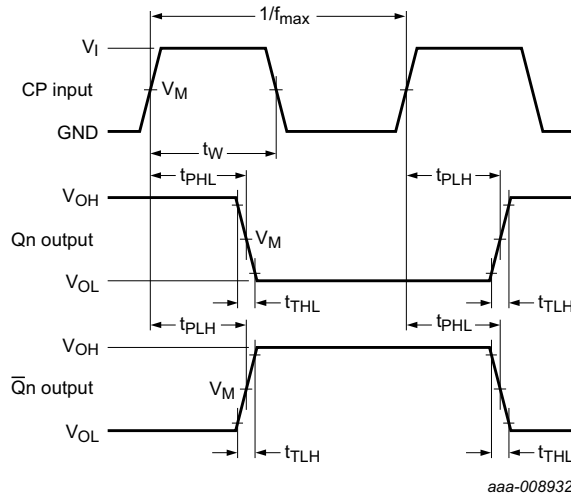 1/fmax
VI
CP input
VM
GND
tW
tPHL
tPLH
VOH
Qn output
VM
VOL
tTHL
tTLH
tPLH
tPHL
VOH
Q̅n output
VM
VOL
tTLH
tTHL
aaa-008932